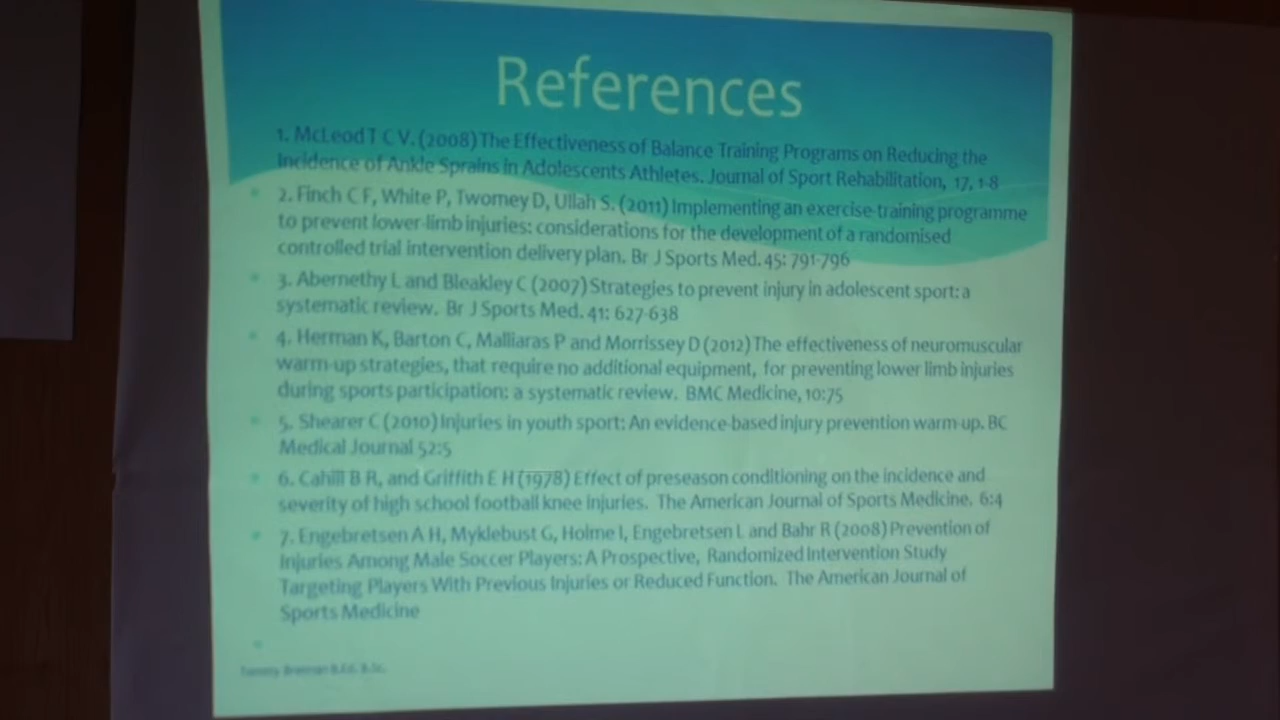 References
1. McLeod T C V. (2008) The Effectiveness of Balance Training Programs on Reducing the
Incidence of Ankle Sprains in Adolescents Athletes. Journal of Sport Rehabilitation, 17, 1-8
2. Finch C F, White P, Twomey D, Ullah S. (2011) Implementing an exercise-training programme
to prevent lower-limb injuries: considerations for the development of a randomised
controlled trial intervention delivery plan. Br J Sports Med. 45: 791-796
3. Abernethy L and Bleakley C (2007) Strategies to prevent injury in adolescent sport: a
systematic review. Br J Sports Med. 41: 627-638
4. Herman K, Barton C, Malliaras P and Morrissey D (2012) The effectiveness of neuromuscular
warm-up strategies, that require no additional equipment, for preventing lower limb injuries
during sports participation: a systematic review. BMC Medicine, 10:75
5. Shearer C (2010) Injuries in youth sport: An evidence-based injury prevention warm-up. BC
Medical Journal 52:5
6. Cahill B R, and Griffith E H (1978) Effect of preseason conditioning on the incidence and
severity of high school football knee injuries. The American Journal of Sports Medicine. 6:4
7. Engebretsen A H, Myklebust G, Holme I, Engebretsen L and Bahr R (2008) Prevention of
Injuries Among Male Soccer Players: A Prospective, Randomized Intervention Study
Targeting Players With Previous Injuries or Reduced Function. The American Journal of
Sports Medicine
B.Ed. B.Sc.